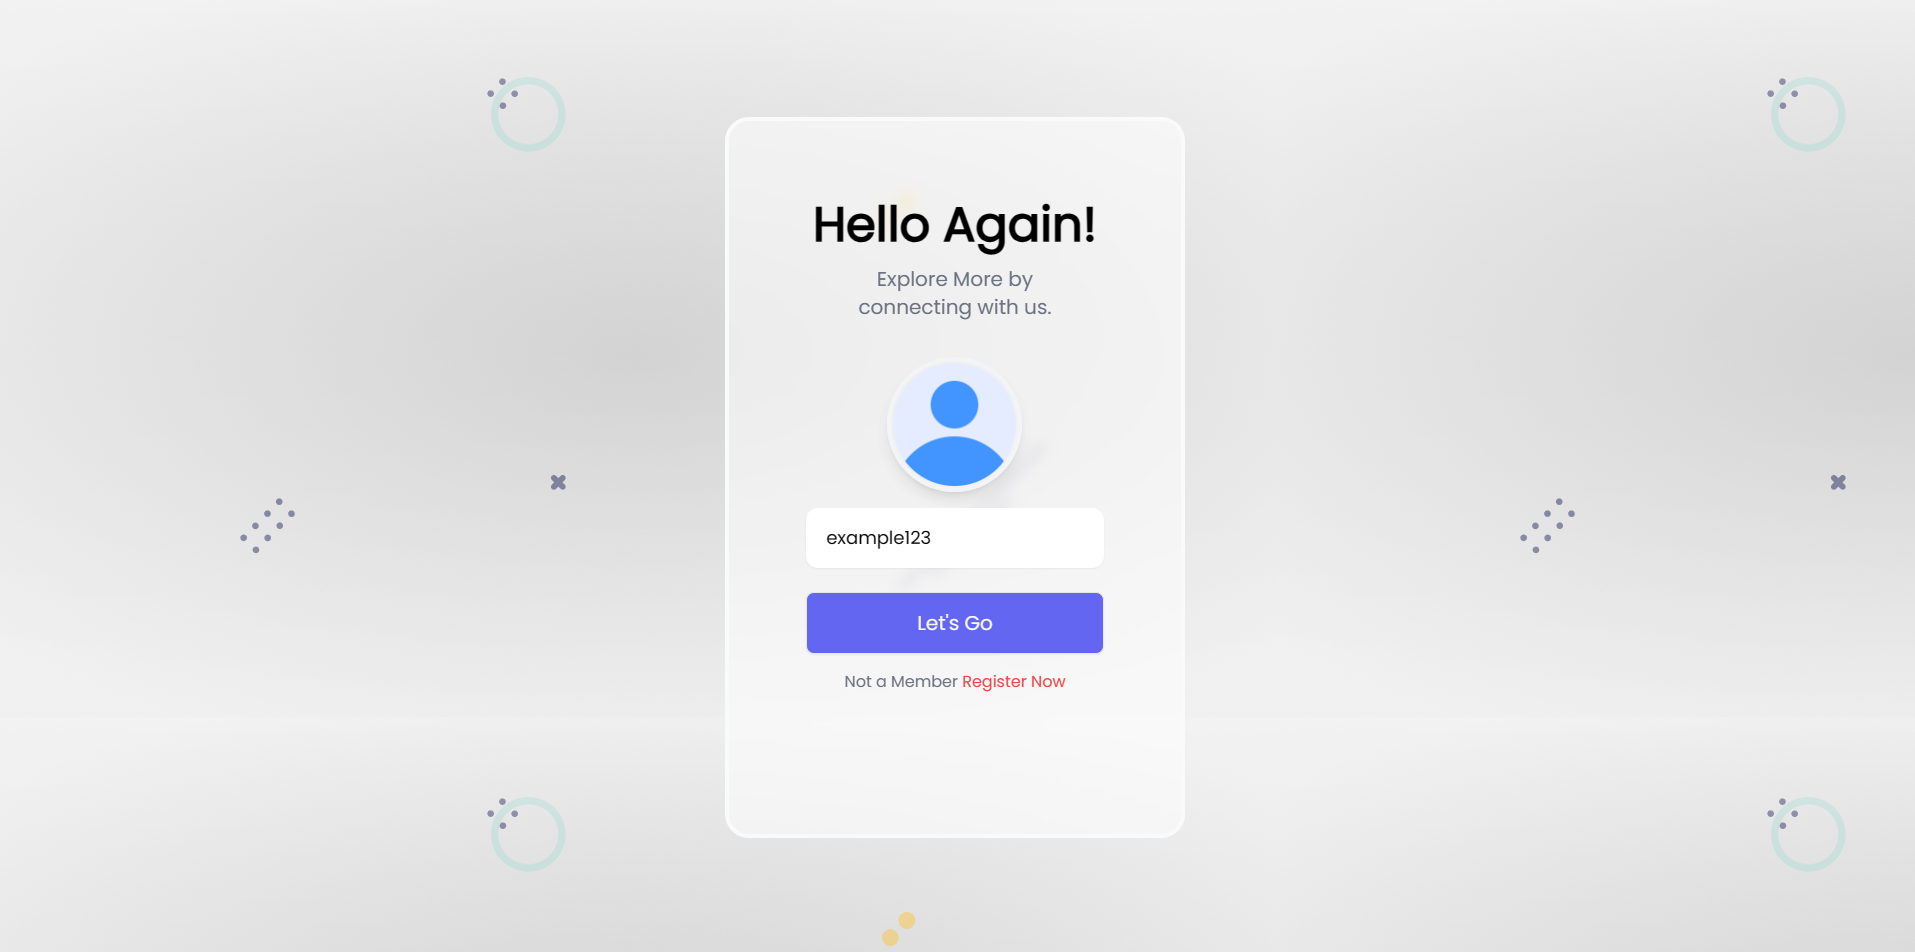 Hello Again!
Explore More by
connecting with us.
example123
Let's Go
Not a Member Register Now